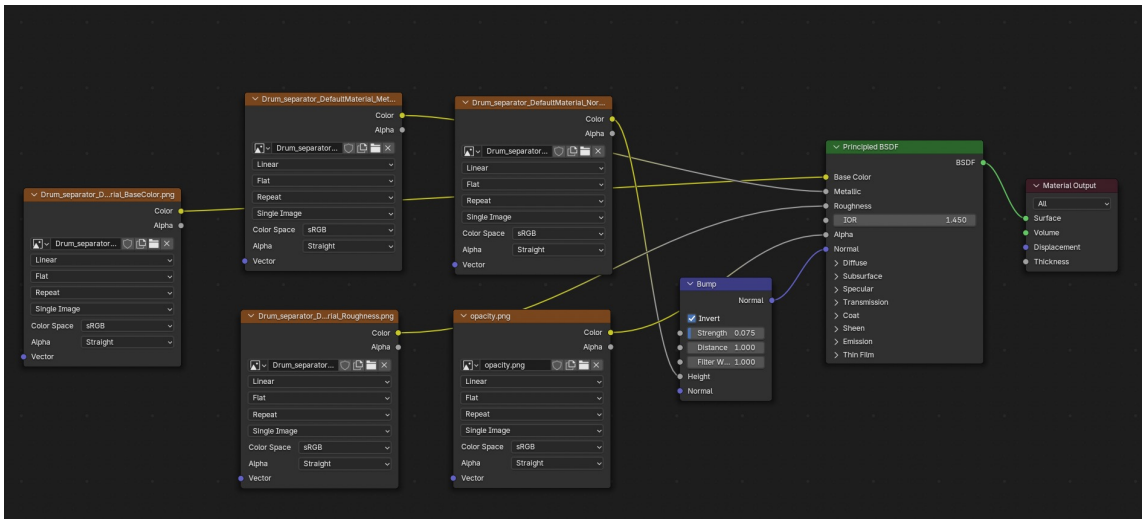 Drum_separator_D...rial_BaseColor.png
Color
Alpha
Drum_separator...
Linear
Flat
Repeat
Single Image
Color Space sRGB
Alpha Straight
Vector
Drum_separator_DefaultMaterial_Met...
Color
Alpha
Drum_separator...
Linear
Flat
Repeat
Single Image
Color Space sRGB
Alpha Straight
Vector
Drum_separator_DefaultMaterial_Nor...
Color
Alpha
Drum_separator...
Linear
Flat
Repeat
Single Image
Color Space sRGB
Alpha Straight
Vector
Drum_separator_D...rial_Roughness.png
Color
Alpha
Drum_separator...
Linear
Flat
Repeat
Single Image
Color Space sRGB
Alpha Straight
Vector
opacity.png
Color
Alpha
opacity.png
Linear
Flat
Repeat
Single Image
Color Space sRGB
Alpha Straight
Vector
Bump
Normal
Invert
Strength 0.075
Distance 1.000
Filter W... 1.000
Height
Normal
Principled BSDF
BSDF
Base Color
Metallic
Roughness
IOR 1.450
Alpha
Normal
Diffuse
Subsurface
Specular
Transmission
Coat
Sheen
Emission
Thin Film
Material Output
All
Surface
Volume
Displacement
Thickness